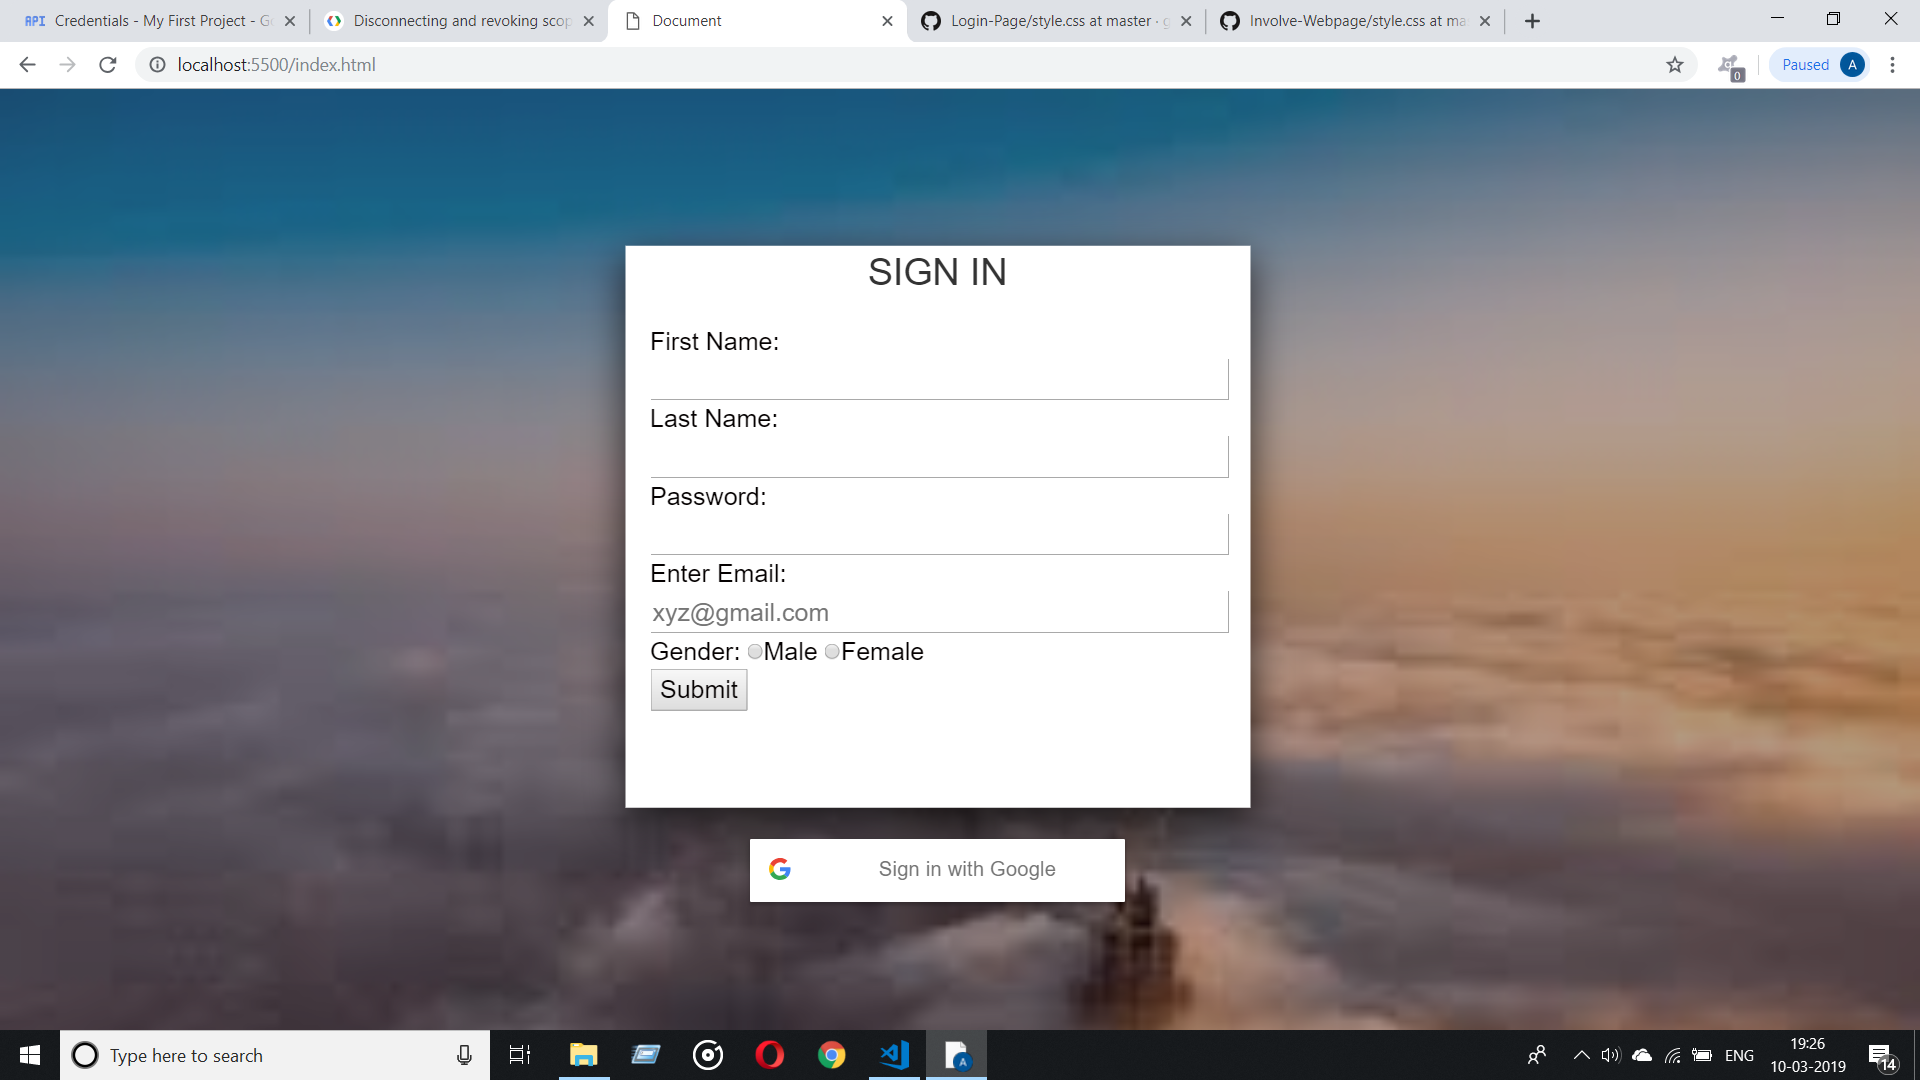 API Credentials - My First Project - Go
Disconnecting and revoking scop
Document
Login-Page/style.css at master · g
Involve-Webpage/style.css at ma
localhost:5500/index.html
0
Paused
A
SIGN IN
First Name:
Last Name:
Password:
Enter Email:
xyz@gmail.com
Gender: Male Female
Submit
G Sign in with Google
Type here to search
A
ENG
19:26
10-03-2019
14